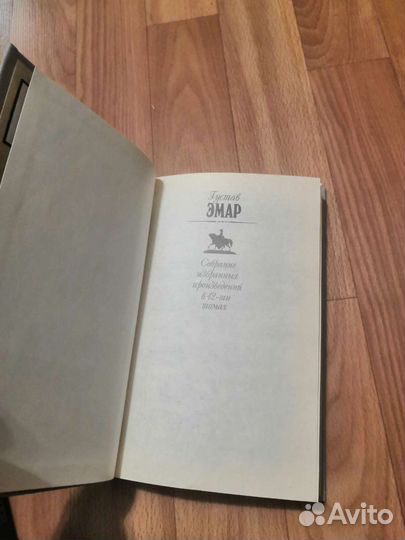 Густав
ЭМАР
Собрание
избранных
произведений
в 12-ти
томах
Avito